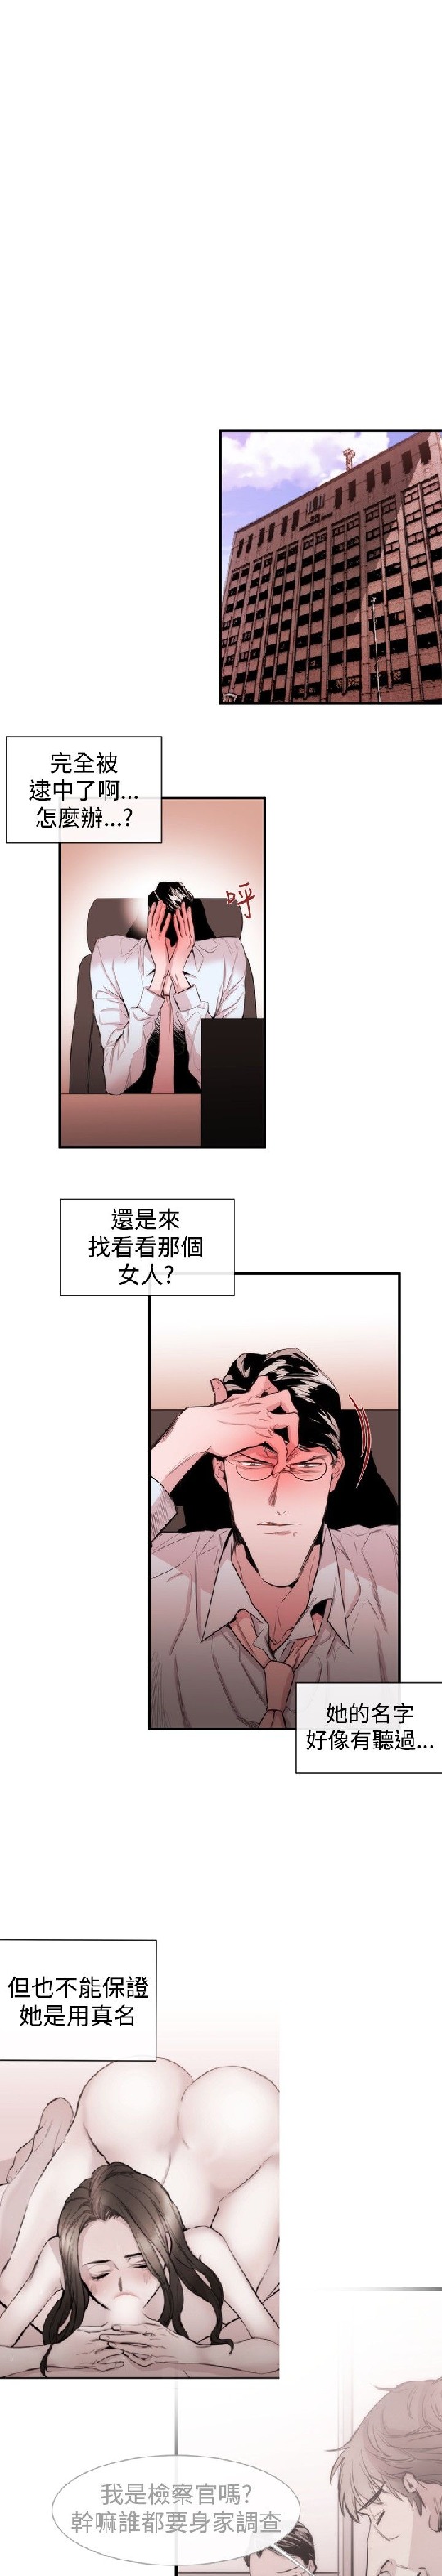 完全被
逮中了啊...
怎麼辦...?
呼
還是來
找看看那個
女人?
她的名字
好像有聽過...
但也不能保證
她是用真名
我是檢察官嗎?
幹嘛誰都要身家調查